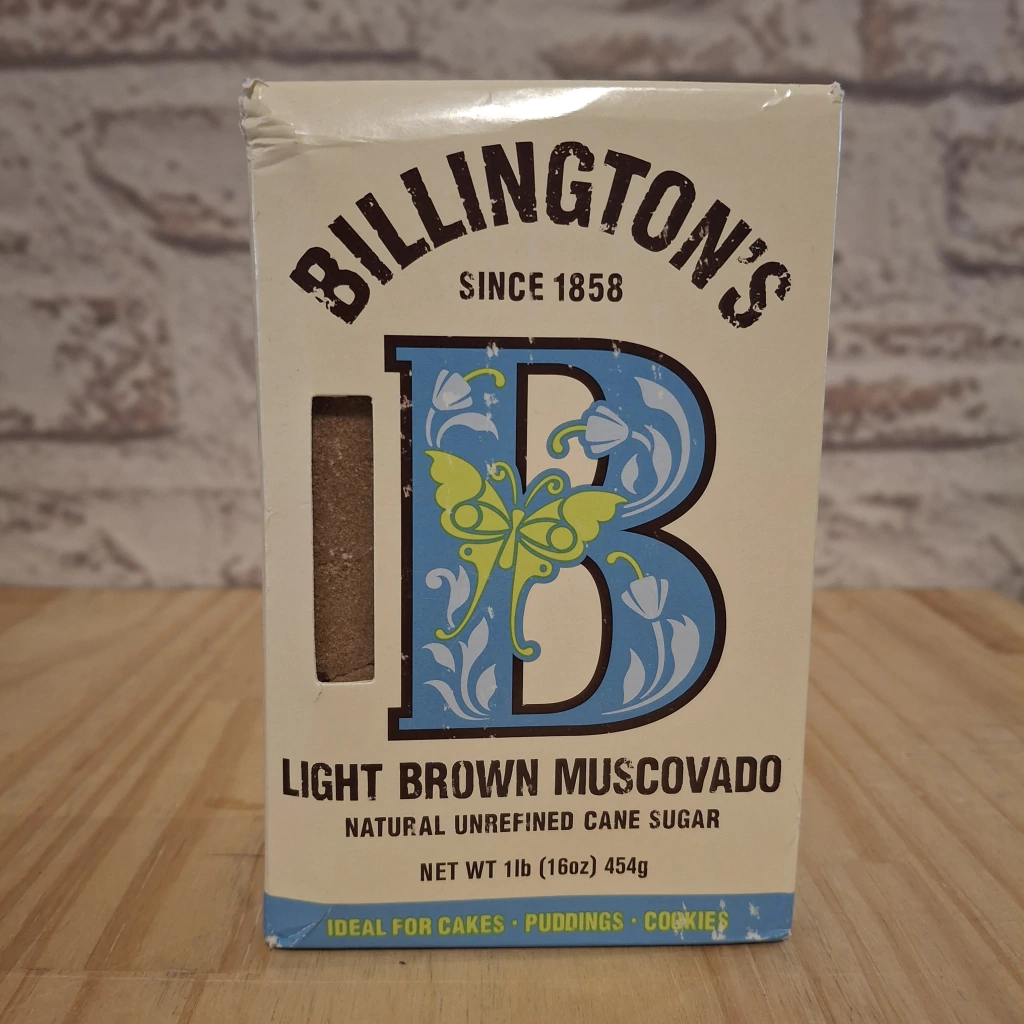 BILLINGTON'S
SINCE 1858
B
LIGHT BROWN MUSCOVADO
NATURAL UNREFINED CANE SUGAR
NET WT 1lb (16oz) 454g
IDEAL FOR CAKES · PUDDINGS · COOKIES